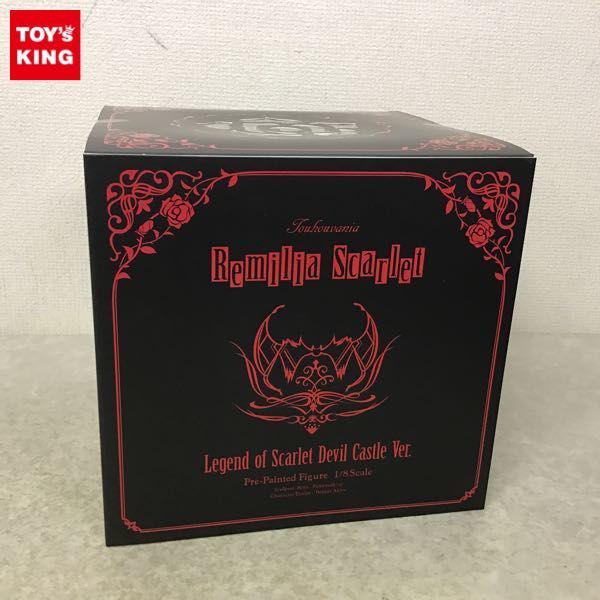 TOY'S
KING
Touhouvania
Remilia Scarlet
Legend of Scarlet Devil Castle Ver.
Pre-Painted Figure 1/8 Scale